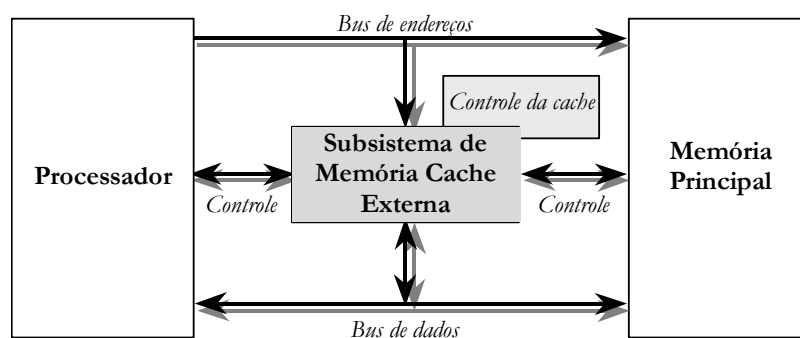 Bus de endereços
Controle da cache
Processador
Controle
Subsistema de
Memória Cache
Externa
Controle
Memória
Principal
Bus de dados